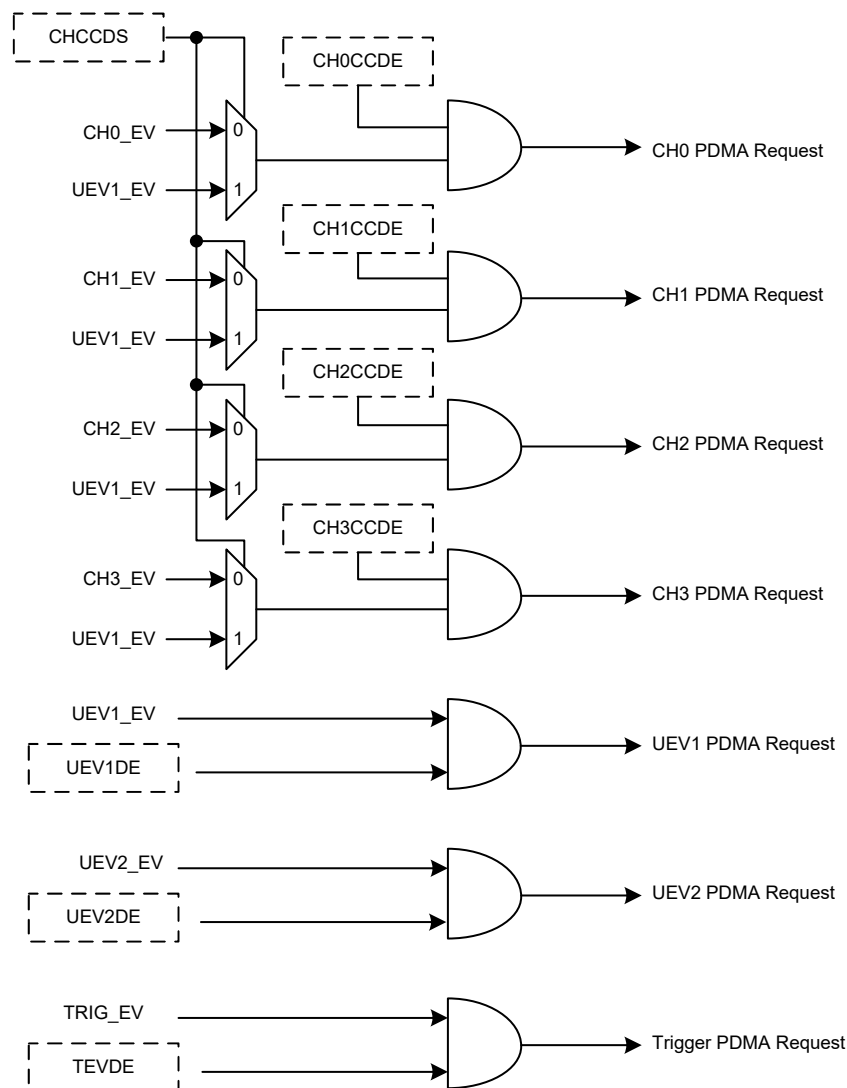 CHCCDS
CH0CCDE
CH0_EV
0
UEV1_EV
1
CH0 PDMA Request
CH1CCDE
CH1_EV
0
UEV1_EV
1
CH1 PDMA Request
CH2CCDE
CH2_EV
0
UEV1_EV
1
CH2 PDMA Request
CH3CCDE
CH3_EV
0
UEV1_EV
1
CH3 PDMA Request
UEV1_EV
UEV1DE
UEV1 PDMA Request
UEV2_EV
UEV2DE
UEV2 PDMA Request
TRIG_EV
TEVDE
Trigger PDMA Request